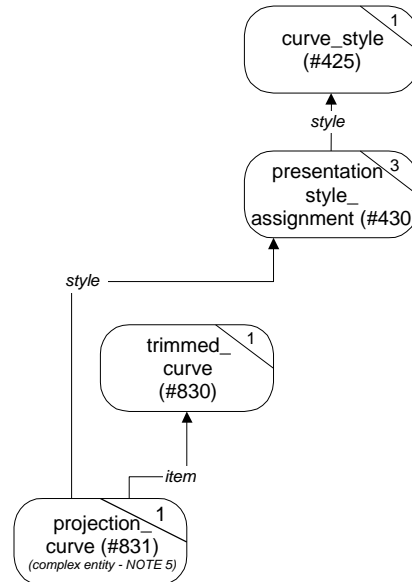 1
curve_style
(#425)
style
3
presentation
style_
assignment (#430
style
1
trimmed_
curve
(#830)
item
1
projection_
curve (#831)
(complex entity - NOTE 5)